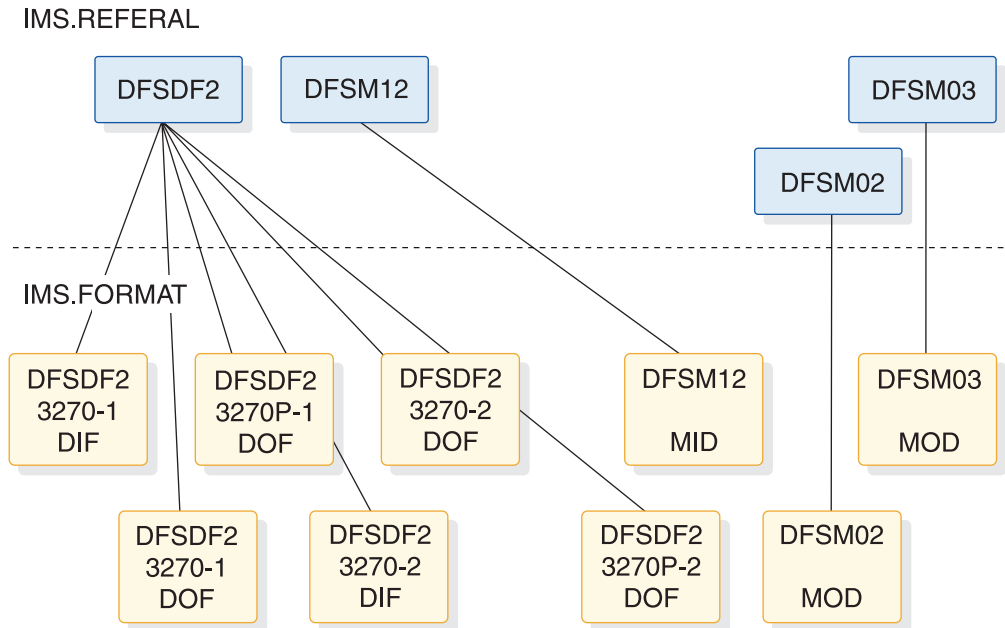 IMS.REFERAL
DFSDF2
DFSM12
DFSM03
DFSM02
IMS.FORMAT
DFSDF2
3270-1
DIF
DFSDF2
3270P-1
DOF
DFSDF2
3270-2
DOF
DFSM12
MID
DFSM03
MOD
DFSDF2
3270-1
DOF
DFSDF2
3270-2
DIF
DFSDF2
3270P-2
DOF
DFSM02
MOD